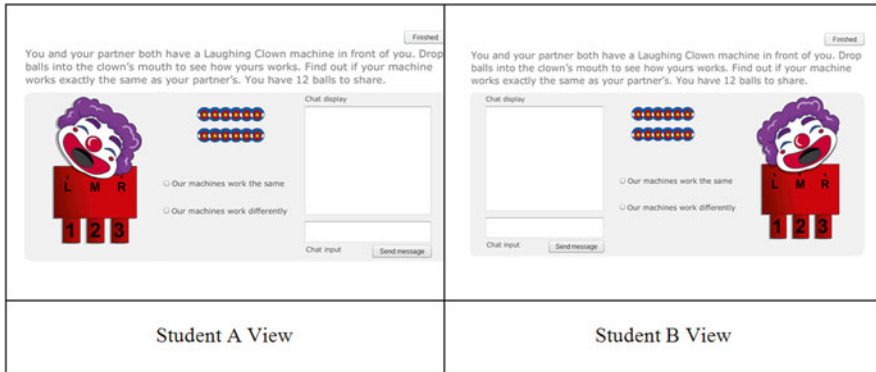 Finished
You and your partner both have a Laughing Clown machine in front of you. Drop
balls into the clown's mouth to see how yours works. Find out if your machine
works exactly the same as your partner's. You have 12 balls to share.
Chat display
L M R
Our machines work the same
Our machines work differently
1 2 3
Chat input
Send message
Student A View
Finished
You and your partner both have a Laughing Clown machine in front of you. Drop
balls into the clown's mouth to see how yours works. Find out if your machine
works exactly the same as your partner's. You have 12 balls to share.
Chat display
L M R
Our machines work the same
Our machines work differently
1 2 3
Chat input
Send message
Student B View